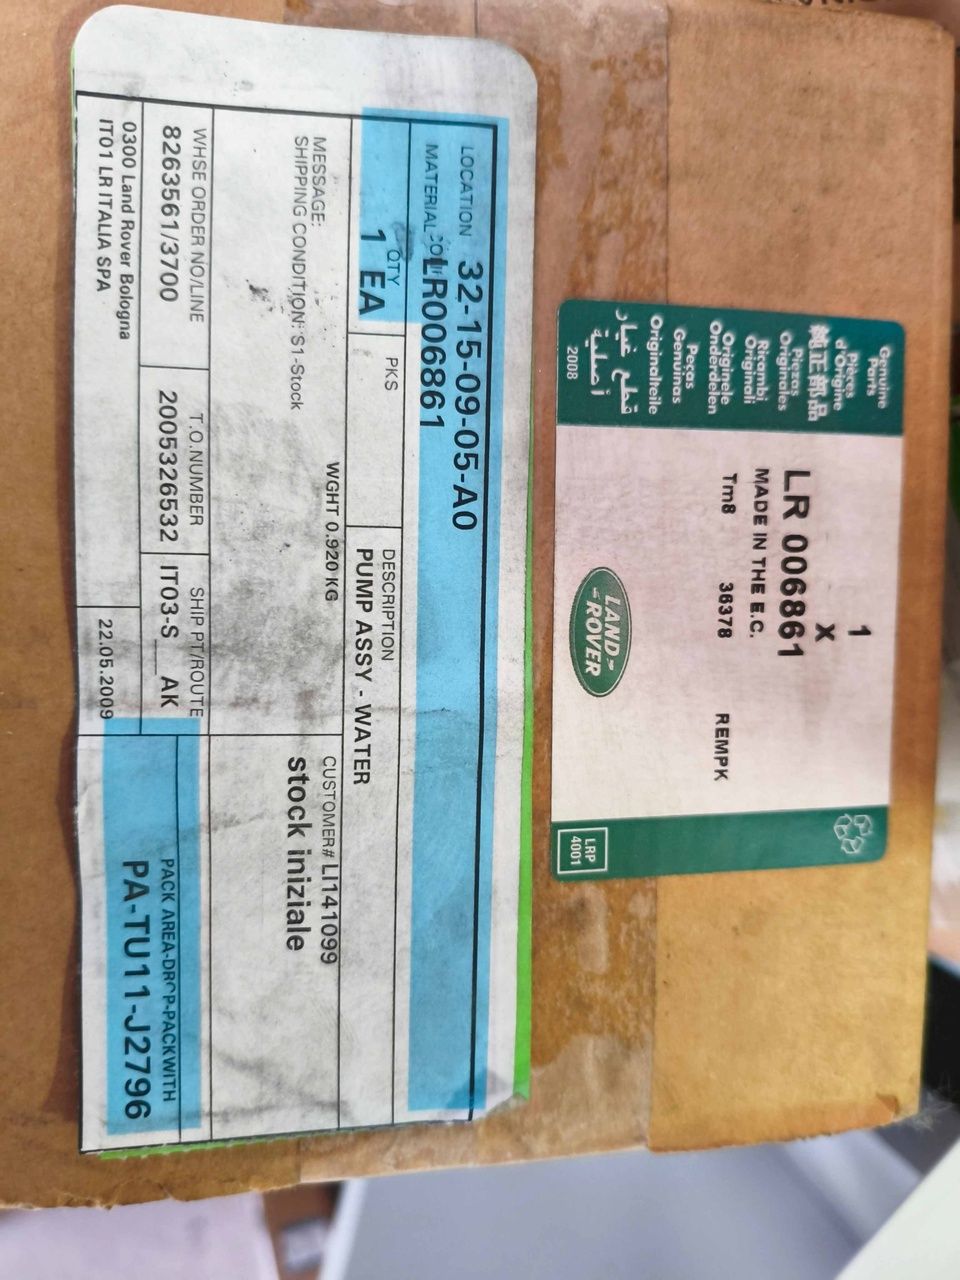 Genuine
Parts
Pièces
d'Origine
純正部品
Piezas
Originales
Ricambi
Originali
Originele
Onderdelen
Peças
Genuinas
Originalteile
قطع غيار
أصلية
2008
1
X
LR 006861
MADE IN THE E.C.
Tm8 36378 REMPK
LAND
ROVER
LRP
4001
LOCATION 32-15-09-05-A0
MATERIAL LR006861
QTY
1 EA
PKS
DESCRIPTION
PUMP ASSY - WATER
MESSAGE:
SHIPPING CONDITION: S1-Stock
WGHT 0.920 KG
CUSTOMER# LI141099
stock iniziale
WHSE ORDER NO/LINE
8263561/3700
T.O.NUMBER
2005326532
SHIP PT/ROUTE
IT03-S__ AK
PACK AREA-DROP-PACKWITH
PA-TU11-J2796
0300 Land Rover Bologna
IT01 LR ITALIA SPA
22.05.2009